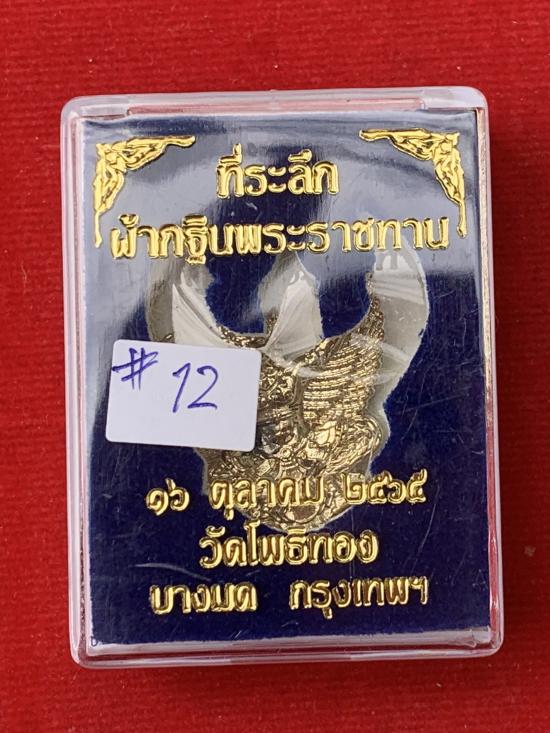 ที่ระลึก
ผ้ากฐินพระราชทาน
# 12
๑๖ ตุลาคม ๒๕๖๕
วัดโพธิทอง
บางมด กรุงเทพฯ